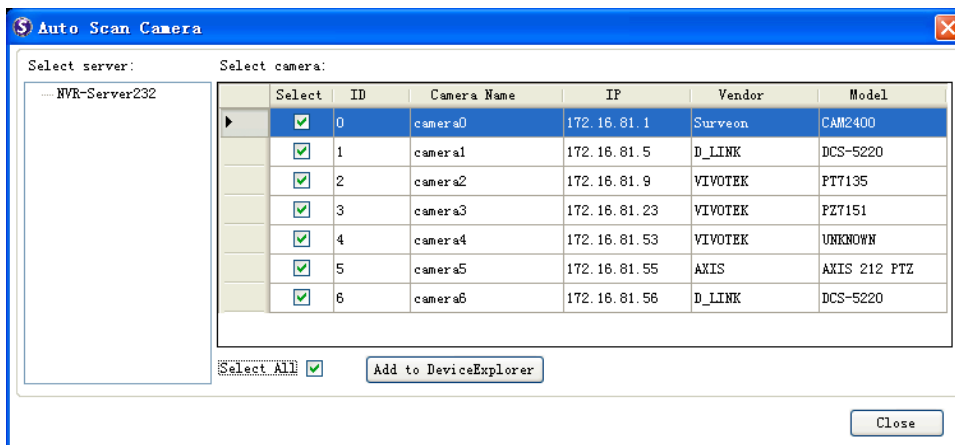 Auto Scan Camera
Select server: Select camera:
NVR-Server232
Select ID Camera Name IP Vendor Model
0 camera0 172.16.81.1 Surveon CAM2400
1 camera1 172.16.81.5 D_LINK DCS-5220
2 camera2 172.16.81.9 VIVOTEK PT7135
3 camera3 172.16.81.23 VIVOTEK PZ7151
4 camera4 172.16.81.53 VIVOTEK UNKNOWN
5 camera5 172.16.81.55 AXIS AXIS 212 PTZ
6 camera6 172.16.81.56 D_LINK DCS-5220
Select All Add to DeviceExplorer
Close